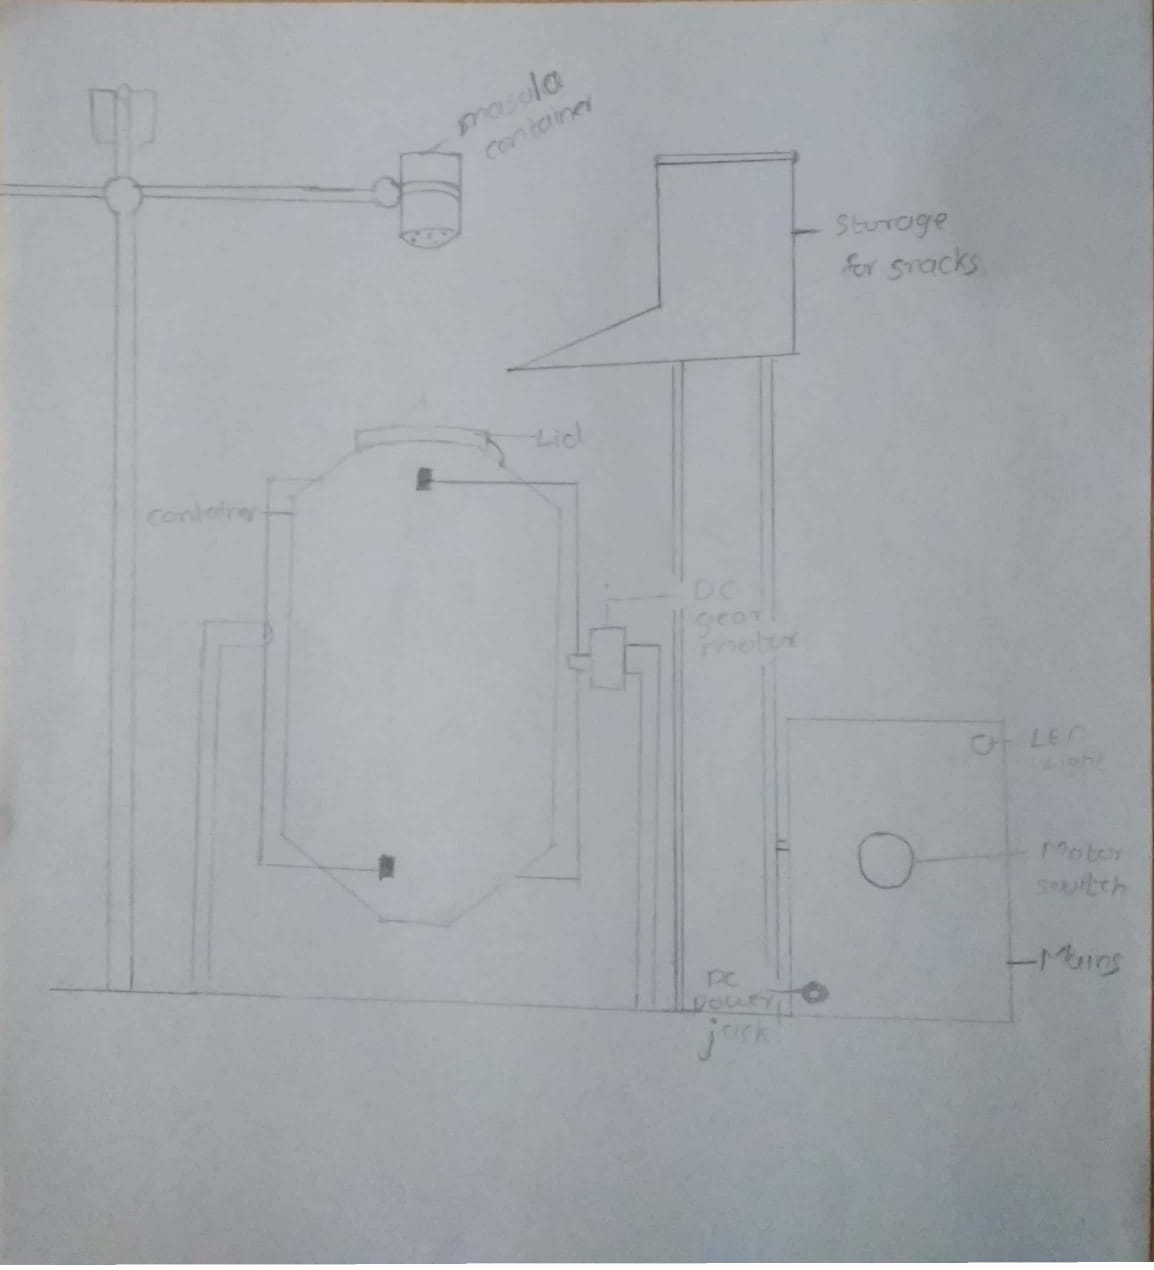 masala
container
Storage
for snacks
Lid
container
DC
gear
motor
LED
Light
Motor
switch
Mains
DC
power
jack